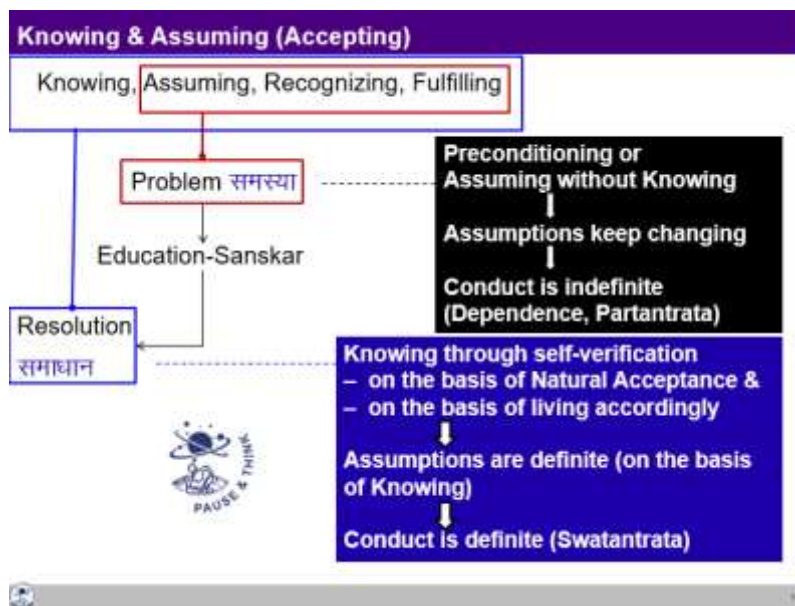 Knowing & Assuming (Accepting)
Knowing, Assuming, Recognizing, Fulfilling
Problem समस्या
Education-Sanskar
Resolution
समाधान
Preconditioning or
Assuming without Knowing
Assumptions keep changing
Conduct is indefinite
(Dependence, Partantrata)
Knowing through self-verification
– on the basis of Natural Acceptance &
– on the basis of living accordingly
Assumptions are definite (on the basis
of Knowing)
Conduct is definite (Swatantrata)
PAUSE & THINK